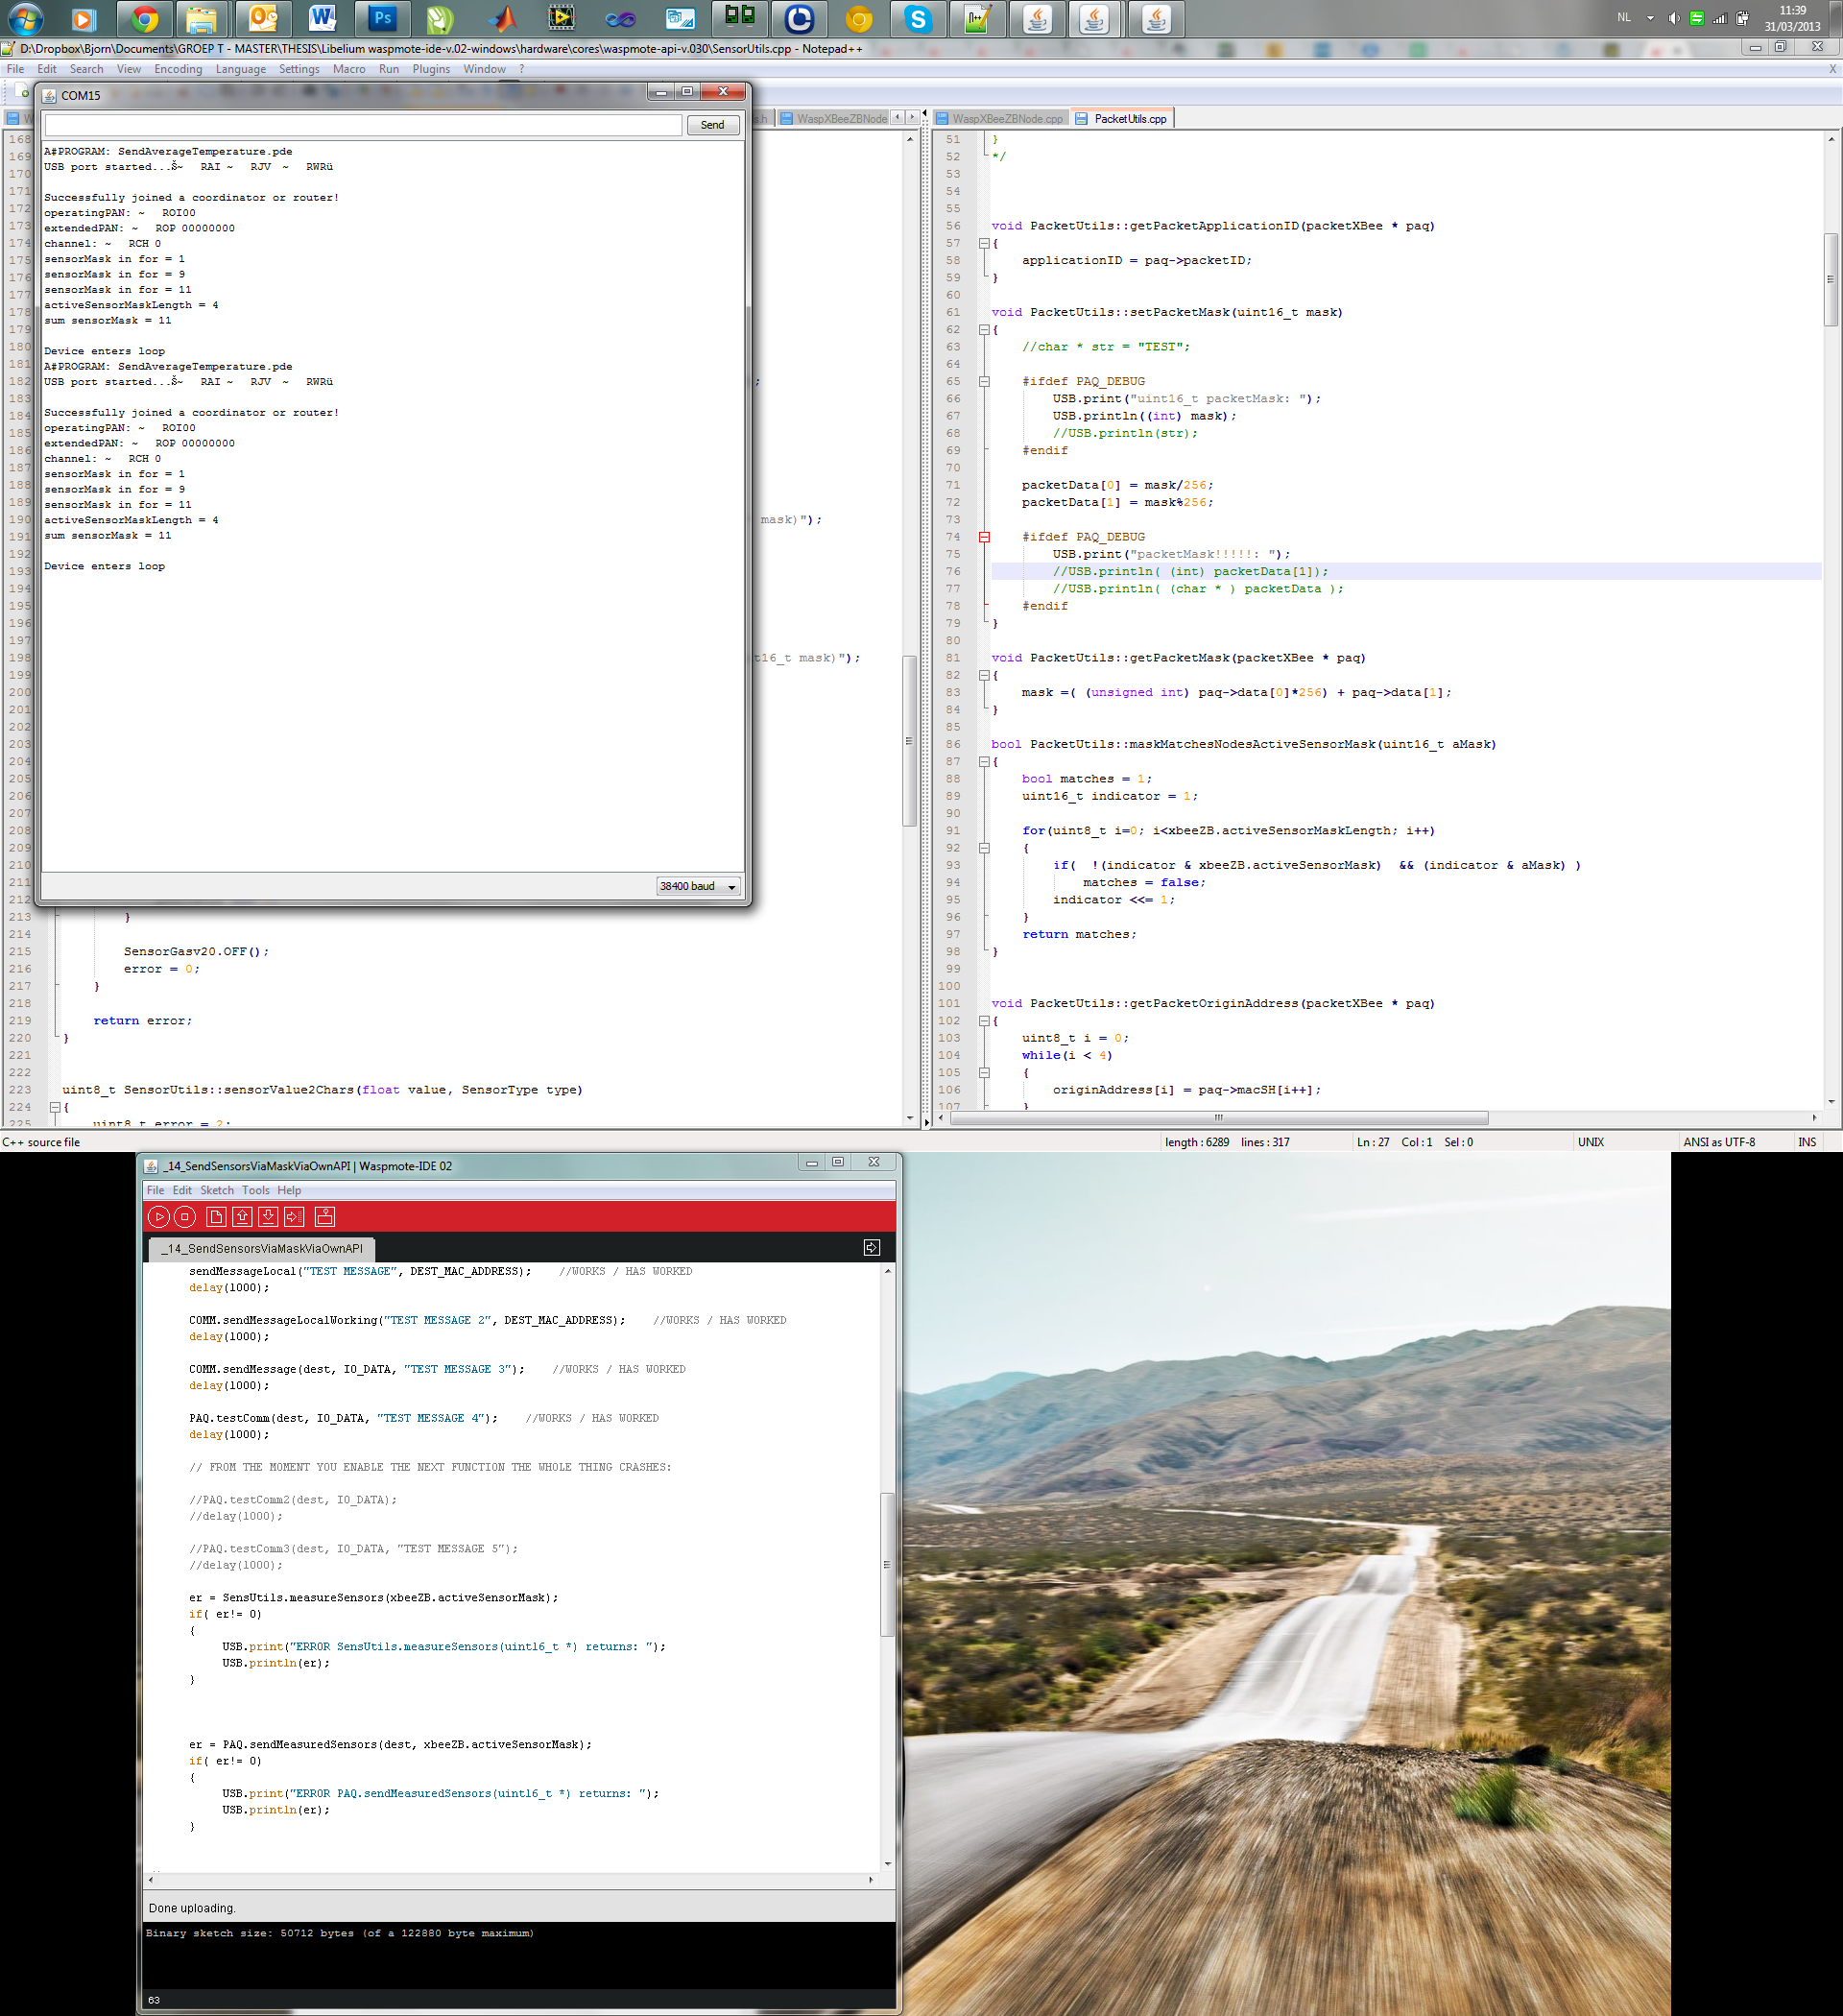 NL
11:39
31/03/2013
D:\Dropbox\Bjorn\Documents\GROEP T - MASTER\THESIS\Libelium waspmote-ide-v.02-windows\hardware\cores\waspmote-api-v.030\SensorUtils.cpp - Notepad++
File Edit Search View Encoding Language Settings Macro Run Plugins Window ? X
COM15
Send
A#PROGRAM: SendAverageTemperature.pde
USB port started...Š~ RAI ~ RJV ~ RWRü
Successfully joined a coordinator or router!
operatingPAN: ~ ROI00
extendedPAN: ~ ROP 00000000
channel: ~ RCH 0
sensorMask in for = 1
sensorMask in for = 9
sensorMask in for = 11
activeSensorMaskLength = 4
sum sensorMask = 11
Device enters loop
A#PROGRAM: SendAverageTemperature.pde
USB port started...Š~ RAI ~ RJV ~ RWRü
Successfully joined a coordinator or router!
operatingPAN: ~ ROI00
extendedPAN: ~ ROP 00000000
channel: ~ RCH 0
sensorMask in for = 1
sensorMask in for = 9
sensorMask in for = 11
activeSensorMaskLength = 4
sum sensorMask = 11
Device enters loop
38400 baud
.h WaspXBeeZBNode
168
169
170
171
172
173
174
175
176
177
178
179
180
181
182 ;
183
184
185
186
187
188
189
190 mask)");
191
192
193
194
195
196
197
198 t16_t mask)");
199
200
201
202
203
204
205
206
207
208
209
210
211
212
213 }
214
215 SensorGasv20.OFF();
216 error = 0;
217 }
218
219 return error;
220 }
221
222
223 uint8_t SensorUtils::sensorValue2Chars(float value, SensorType type)
224 {
225 uint8_t error = 2;
WaspXBeeZBNode.cpp PacketUtils.cpp
51 }
52 */
53
54
55
56 void PacketUtils::getPacketApplicationID(packetXBee * paq)
57 {
58 applicationID = paq->packetID;
59 }
60
61 void PacketUtils::setPacketMask(uint16_t mask)
62 {
63 //char * str = "TEST";
64
65 #ifdef PAQ_DEBUG
66 USB.print("uint16_t packetMask: ");
67 USB.println((int) mask);
68 //USB.println(str);
69 #endif
70
71 packetData[0] = mask/256;
72 packetData[1] = mask%256;
73
74 #ifdef PAQ_DEBUG
75 USB.print("packetMask!!!!!: ");
76 //USB.println( (int) packetData[1]);
77 //USB.println( (char * ) packetData );
78 #endif
79 }
80
81 void PacketUtils::getPacketMask(packetXBee * paq)
82 {
83 mask =( (unsigned int) paq->data[0]*256) + paq->data[1];
84 }
85
86 bool PacketUtils::maskMatchesNodesActiveSensorMask(uint16_t aMask)
87 {
88 bool matches = 1;
89 uint16_t indicator = 1;
90
91 for(uint8_t i=0; i<xbeeZB.activeSensorMaskLength; i++)
92 {
93 if( !(indicator & xbeeZB.activeSensorMask) && (indicator & aMask) )
94 matches = false;
95 indicator <<= 1;
96 }
97 return matches;
98 }
99
100
101 void PacketUtils::getPacketOriginAddress(packetXBee * paq)
102 {
103 uint8_t i = 0;
104 while(i < 4)
105 {
106 originAddress[i] = paq->macSH[i++];
107 }
C++ source file length : 6289 lines : 317 Ln : 27 Col : 1 Sel : 0 UNIX ANSI as UTF-8 INS
_14_SendSensorsViaMaskViaOwnAPI | Waspmote-IDE 02
File Edit Sketch Tools Help
_14_SendSensorsViaMaskViaOwnAPI
sendMessageLocal("TEST MESSAGE", DEST_MAC_ADDRESS); //WORKS / HAS WORKED
delay(1000);
COMM.sendMessageLocalWorking("TEST MESSAGE 2", DEST_MAC_ADDRESS); //WORKS / HAS WORKED
delay(1000);
COMM.sendMessage(dest, IO_DATA, "TEST MESSAGE 3"); //WORKS / HAS WORKED
delay(1000);
PAQ.testComm(dest, IO_DATA, "TEST MESSAGE 4"); //WORKS / HAS WORKED
delay(1000);
// FROM THE MOMENT YOU ENABLE THE NEXT FUNCTION THE WHOLE THING CRASHES:
//PAQ.testComm2(dest, IO_DATA);
//delay(1000);
//PAQ.testComm3(dest, IO_DATA, "TEST MESSAGE 5");
//delay(1000);
er = SensUtils.measureSensors(xbeeZB.activeSensorMask);
if( er!= 0)
{
USB.print("ERROR SensUtils.measureSensors(uint16_t *) returns: ");
USB.println(er);
}
er = PAQ.sendMeasuredSensors(dest, xbeeZB.activeSensorMask);
if( er!= 0)
{
USB.print("ERROR PAQ.sendMeasuredSensors(uint16_t *) returns: ");
USB.println(er);
}
Done uploading.
Binary sketch size: 50712 bytes (of a 122880 byte maximum)
63